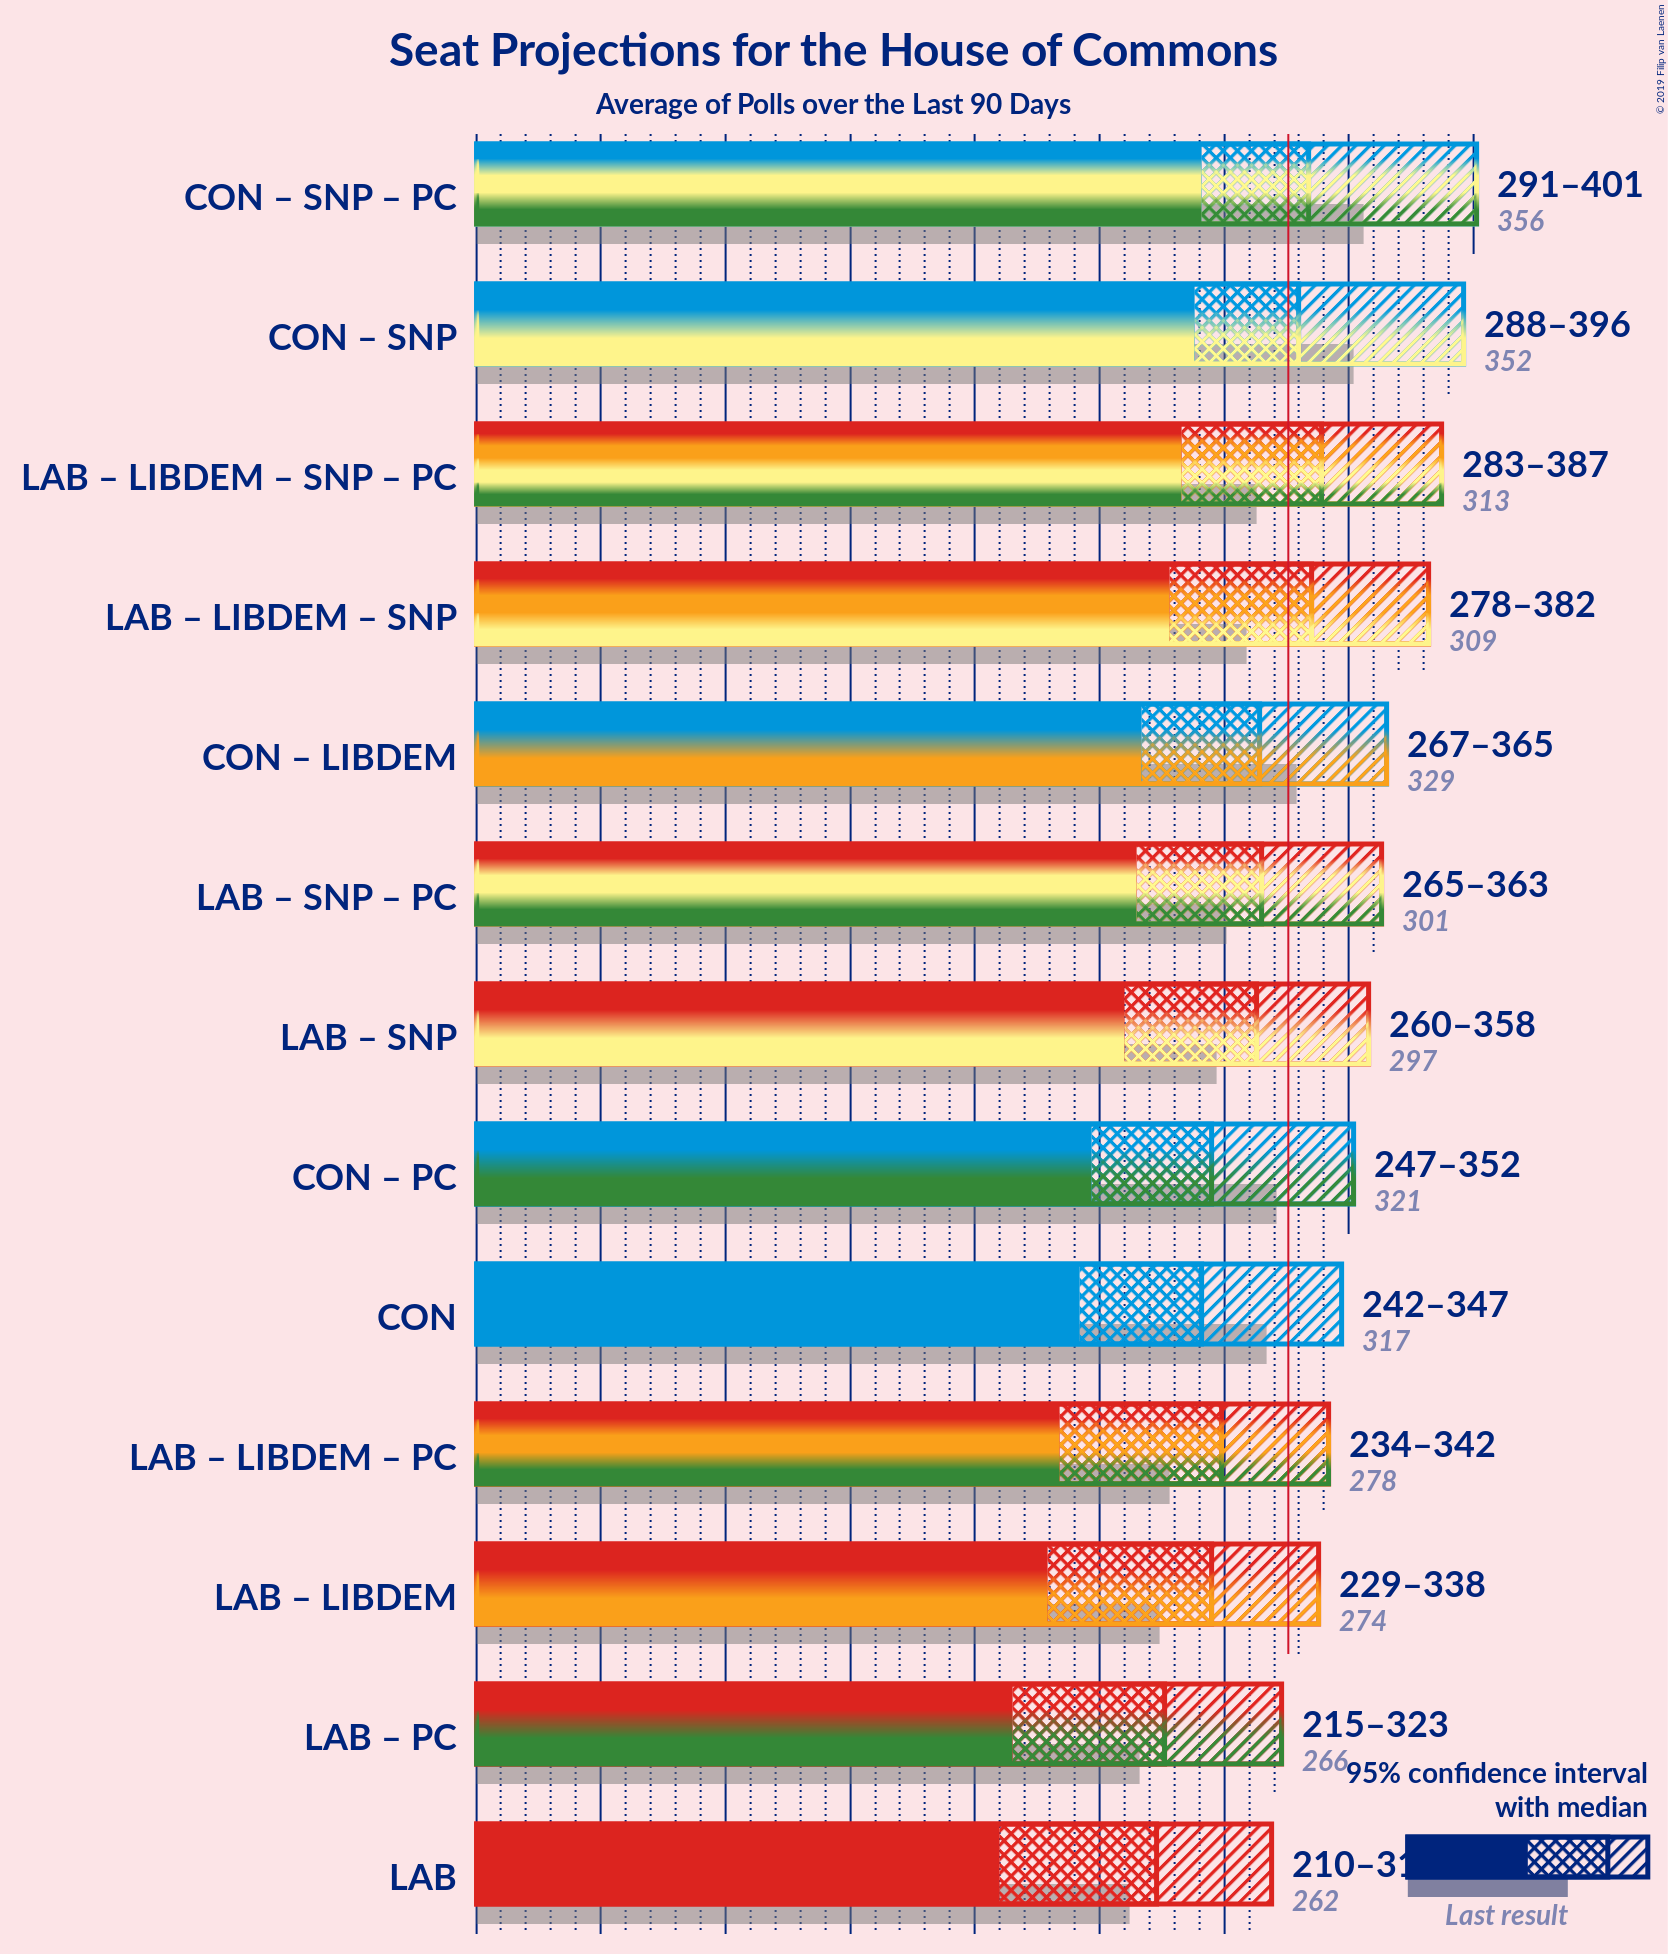 Seat Projections for the House of Commons
Average of Polls over the Last 90 Days
© 2019 Filip van Laenen
CON – SNP – PC
291–401
356
CON – SNP
288–396
352
LAB – LIBDEM – SNP – PC
283–387
313
LAB – LIBDEM – SNP
278–382
309
CON – LIBDEM
267–365
329
LAB – SNP – PC
265–363
301
LAB – SNP
260–358
297
CON – PC
247–352
321
CON
242–347
317
LAB – LIBDEM – PC
234–342
278
LAB – LIBDEM
229–338
274
LAB – PC
215–323
266
95% confidence interval
with median
LAB
262
Last result